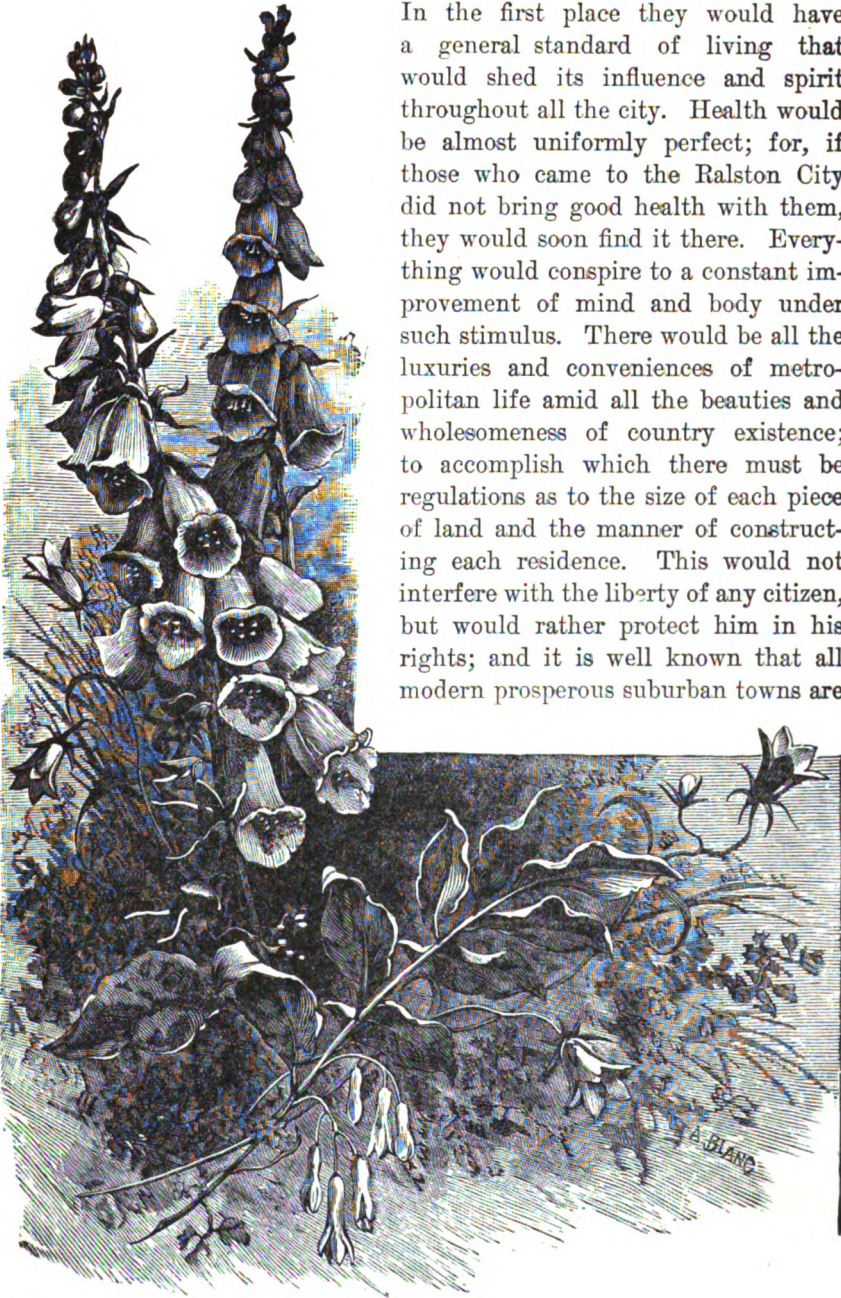 In the first place they would have
a general standard of living that
would shed its influence and spirit
throughout all the city. Health would
be almost uniformly perfect; for, if
those who came to the Ralston City
did not bring good health with them,
they would soon find it there. Every-
thing would conspire to a constant im-
provement of mind and body under
such stimulus. There would be all the
luxuries and conveniences of metro-
politan life amid all the beauties and
wholesomeness of country existence;
to accomplish which there must be
regulations as to the size of each piece
of land and the manner of construct-
ing each residence. This would not
interfere with the liberty of any citizen,
but would rather protect him in his
rights; and it is well known that all
modern prosperous suburban towns are
A. BLANC